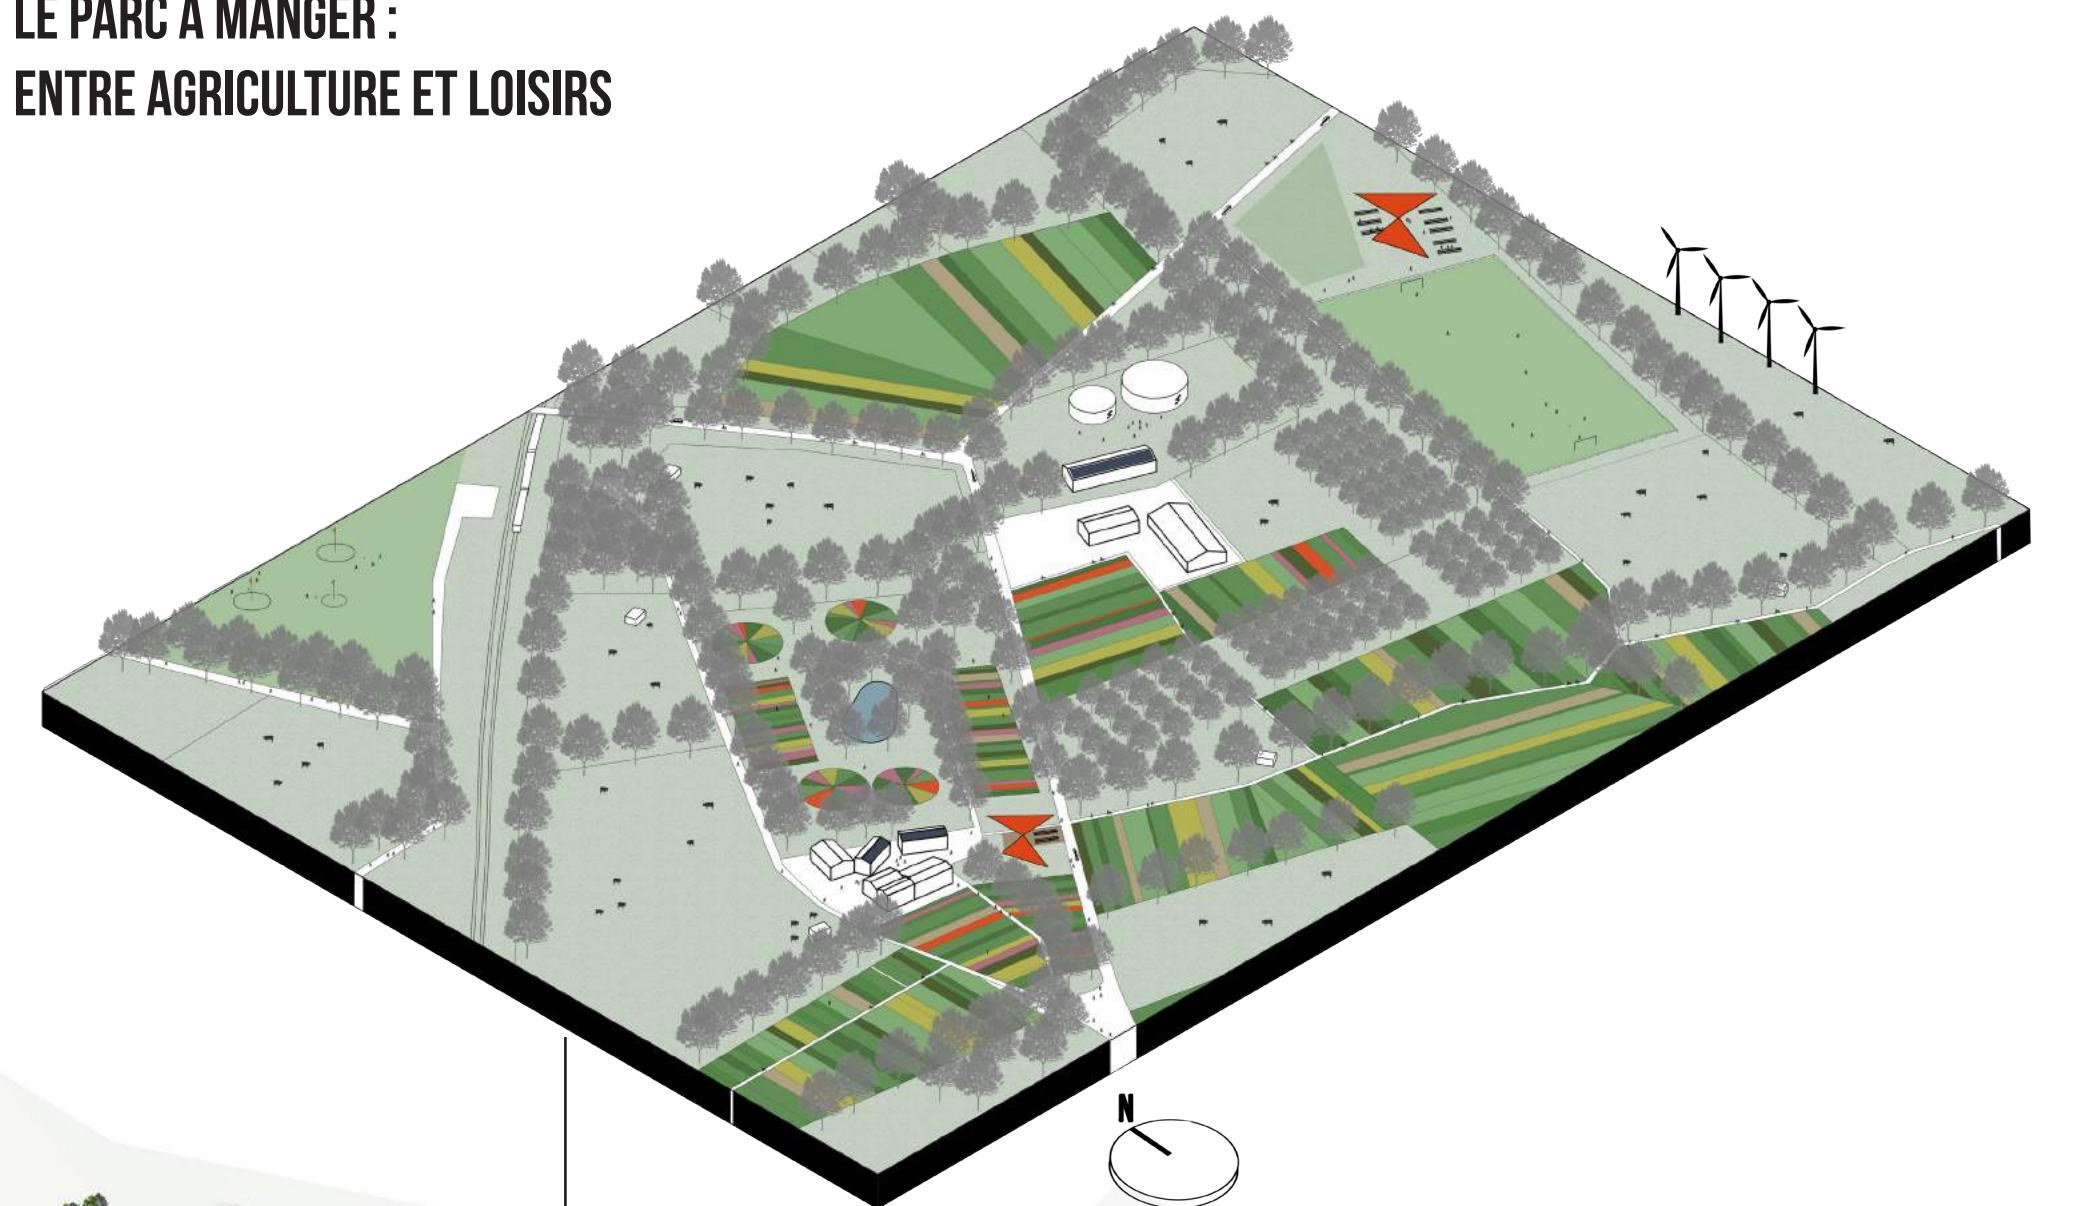 LE PARC À MANGER :
ENTRE AGRICULTURE ET LOISIRS
N